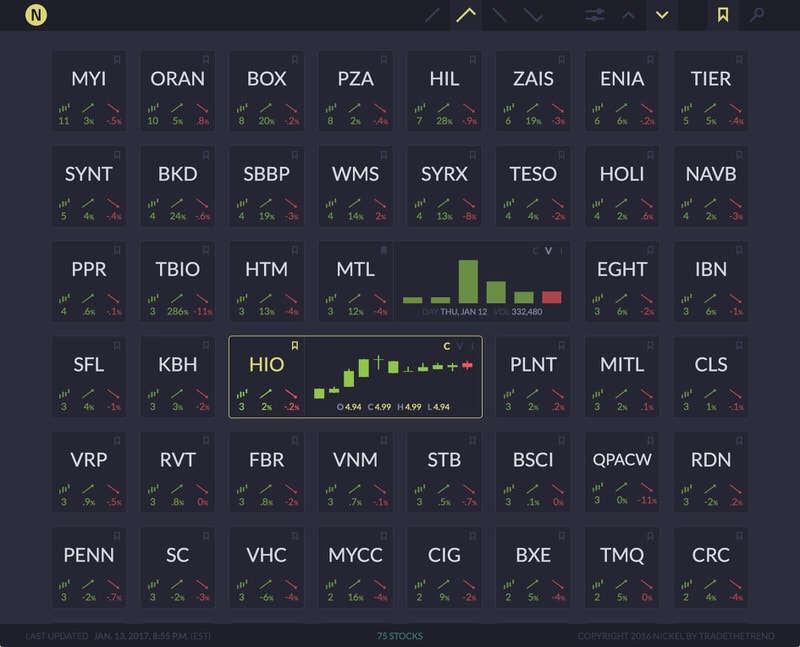 N
MYI ORAN BOX PZA HIL ZAIS ENIA TIER
11 3% -.5% 10 5% .8% 8 20% -.2% 8 2% -.4% 7 28% -.9% 6 19% -3% 6 6% -.2% 5 5% -.4%
SYNT BKD SBBP WMS SYRX TESO HOLI NAVB
5 4% -.4% 4 24% -.6% 4 19% -3% 4 14% 2% 4 13% -8% 4 4% -2% 4 2% .6% 4 2% -3%
C V I
PPR TBIO HTM MTL EGHT IBN
4 .6% -.1% 3 286% -11% 3 13% -4% 3 12% -4% 3 6% -2% 3 6% -1%
DAY THU, JAN 12 VOL 332,480
C V I
SFL KBH HIO PLNT MITL CLS
3 4% -1% 3 3% -2% 3 2% -.2% 3 2% .2% 3 2% .1% 3 1% -.1%
O 4.94 C 4.99 H 4.99 L 4.94
VRP RVT FBR VNM STB BSCI QPACW RDN
3 .9% -.5% 3 .8% 0% 3 .8% -2% 3 .7% -.1% 3 .5% -.7% 3 .1% 0% 3 0% -11% 3 -2% .2%
PENN SC VHC MYCC CIG BXE TMQ CRC
3 -2% -.7% 3 -2% -3% 3 -6% -4% 2 16% -4% 2 9% -2% 2 5% -4% 2 5% 0% 2 4% -4%
LAST UPDATED JAN. 13, 2017, 8:55 P.M. (EST) 75 STOCKS COPYRIGHT 2016 NICKEL BY TRADETHETREND